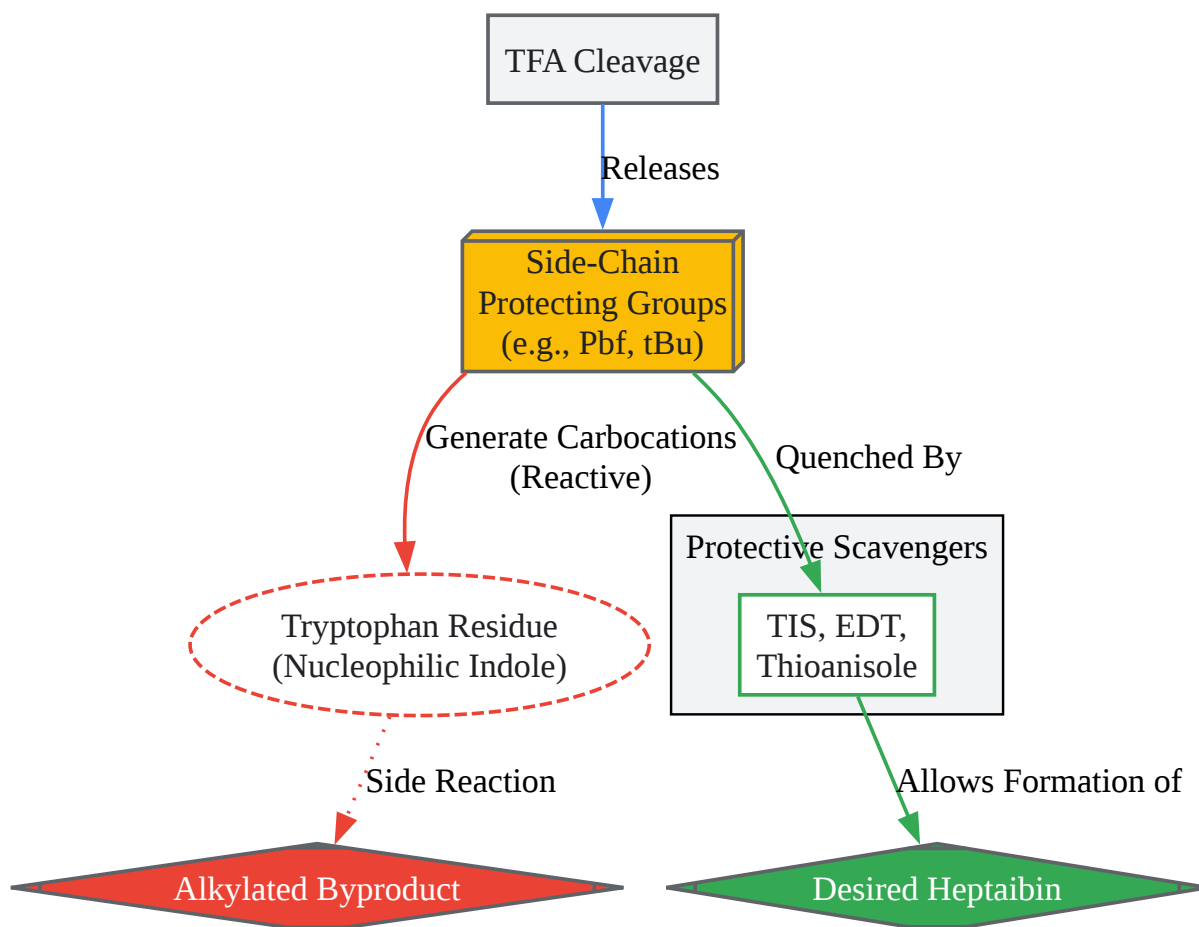 TFA Cleavage
Releases
Side-Chain
Protecting Groups
(e.g., Pbf, tBu)
Generate Carbocations
(Reactive)
Quenched By
Protective Scavengers
Tryptophan Residue
(Nucleophilic Indole)
TIS, EDT,
Thioanisole
Side Reaction
Allows Formation of
Alkylated Byproduct
Desired Heptaibin